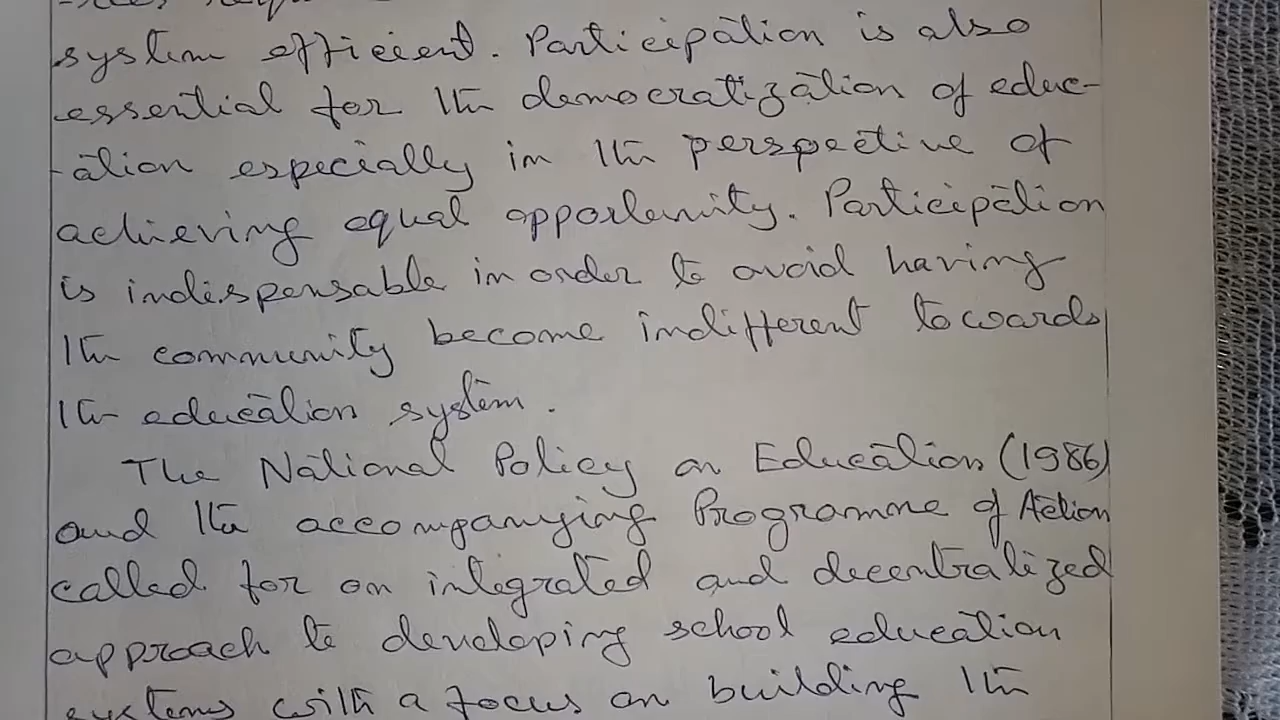 system efficient. Participation is also
essential for the democratization of educ-
-ation especially in the perspective of
achieving equal opportunity. Participation
is indispensable in order to avoid having
the community become indifferent towards
the education system.
The National Policy on Education (1986)
and the accompanying Programme of Action
called for an integrated and decentralized
approach to developing school education
systems with a focus on building the